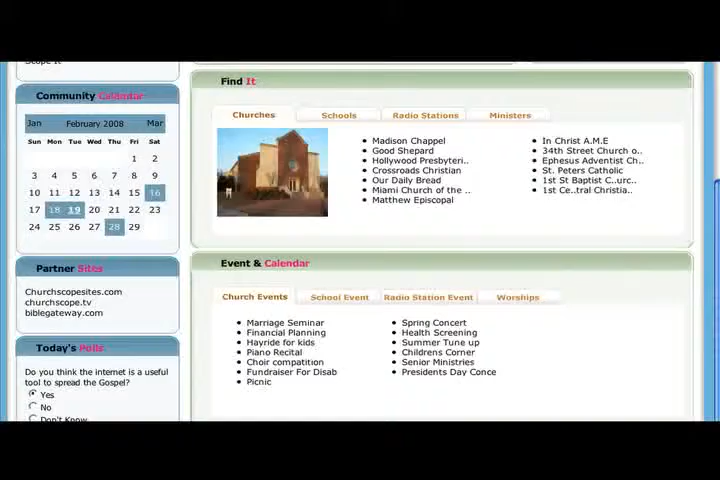 Scope It
Community Calendar
Jan February 2008 Mar
Sun Mon Tue Wed Thu Fri Sat
1 2
3 4 5 6 7 8 9
10 11 12 13 14 15 16
17 18 19 20 21 22 23
24 25 26 27 28 29
Partner Sites
Churchscopesites.com
churchscope.tv
biblegateway.com
Today's Polls
Do you think the internet is a useful
tool to spread the Gospel?
Yes
No
Don't Know
Find It
Churches Schools Radio Stations Ministers
Madison Chappel
Good Shepard
Hollywood Presbyteri..
Crossroads Christian
Our Daily Bread
Miami Church of the ..
Matthew Episcopal
In Christ A.M.E
34th Street Church o..
Ephesus Adventist Ch..
St. Peters Catholic
1st St Baptist C..urc..
1st Ce..tral Christia..
Event & Calendar
Church Events School Event Radio Station Event Worships
Marriage Seminar
Financial Planning
Hayride for kids
Piano Recital
Choir compatition
Fundraiser For Disab
Picnic
Spring Concert
Health Screening
Summer Tune up
Childrens Corner
Senior Ministries
Presidents Day Conce